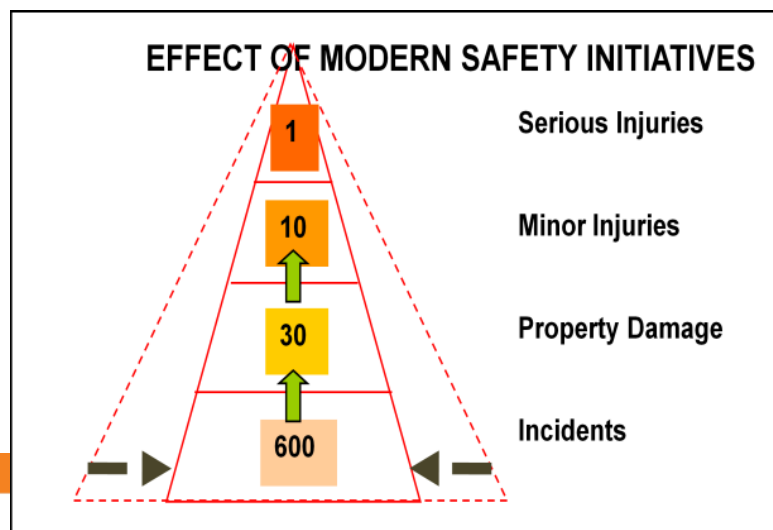 EFFECT OF MODERN SAFETY INITIATIVES
1
Serious Injuries
10
Minor Injuries
30
Property Damage
600
Incidents